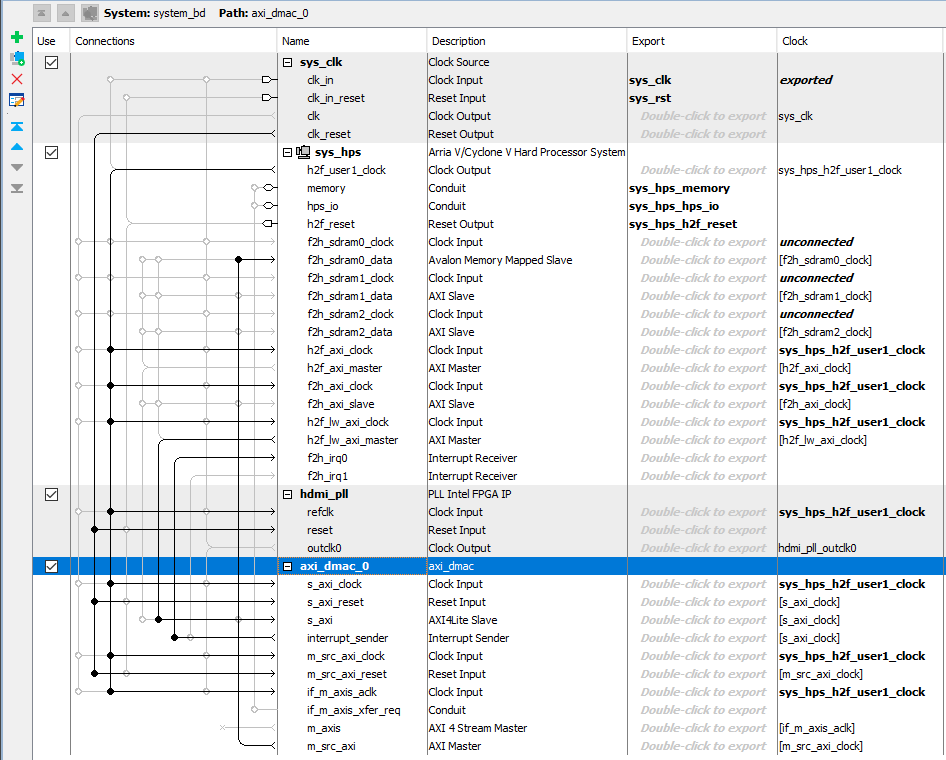 System: system_bd Path: axi_dmac_0
Use Connections Name Description Export Clock
sys_clk Clock Source
clk_in Clock Input sys_clk exported
clk_in_reset Reset Input sys_rst
clk Clock Output Double-click to export sys_clk
clk_reset Reset Output Double-click to export
sys_hps Arria V/Cyclone V Hard Processor System
h2f_user1_clock Clock Output Double-click to export sys_hps_h2f_user1_clock
memory Conduit sys_hps_memory
hps_io Conduit sys_hps_hps_io
h2f_reset Reset Output sys_hps_h2f_reset
f2h_sdram0_clock Clock Input Double-click to export unconnected
f2h_sdram0_data Avalon Memory Mapped Slave Double-click to export [f2h_sdram0_clock]
f2h_sdram1_clock Clock Input Double-click to export unconnected
f2h_sdram1_data AXI Slave Double-click to export [f2h_sdram1_clock]
f2h_sdram2_clock Clock Input Double-click to export unconnected
f2h_sdram2_data AXI Slave Double-click to export [f2h_sdram2_clock]
h2f_axi_clock Clock Input Double-click to export sys_hps_h2f_user1_clock
h2f_axi_master AXI Master Double-click to export [h2f_axi_clock]
f2h_axi_clock Clock Input Double-click to export sys_hps_h2f_user1_clock
f2h_axi_slave AXI Slave Double-click to export [f2h_axi_clock]
h2f_lw_axi_clock Clock Input Double-click to export sys_hps_h2f_user1_clock
h2f_lw_axi_master AXI Master Double-click to export [h2f_lw_axi_clock]
f2h_irq0 Interrupt Receiver Double-click to export
f2h_irq1 Interrupt Receiver Double-click to export
hdmi_pll PLL Intel FPGA IP
refclk Clock Input Double-click to export sys_hps_h2f_user1_clock
reset Reset Input Double-click to export
outclk0 Clock Output Double-click to export hdmi_pll_outclk0
axi_dmac_0 axi_dmac
s_axi_clock Clock Input Double-click to export sys_hps_h2f_user1_clock
s_axi_reset Reset Input Double-click to export [s_axi_clock]
s_axi AXI4Lite Slave Double-click to export [s_axi_clock]
interrupt_sender Interrupt Sender Double-click to export [s_axi_clock]
m_src_axi_clock Clock Input Double-click to export sys_hps_h2f_user1_clock
m_src_axi_reset Reset Input Double-click to export [m_src_axi_clock]
if_m_axis_aclk Clock Input Double-click to export sys_hps_h2f_user1_clock
if_m_axis_xfer_req Conduit Double-click to export
m_axis AXI 4 Stream Master Double-click to export [if_m_axis_aclk]
m_src_axi AXI Master Double-click to export [m_src_axi_clock]